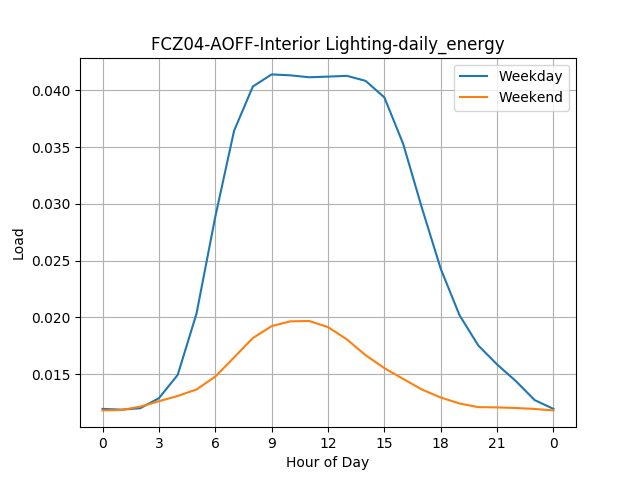 FCZ04-AOFF-Interior Lighting-daily_energy
Weekday
Weekend
0.040
0.035
0.030
0.025
0.020
0.015
Load
0 3 6 9 12 15 18 21 0
Hour of Day